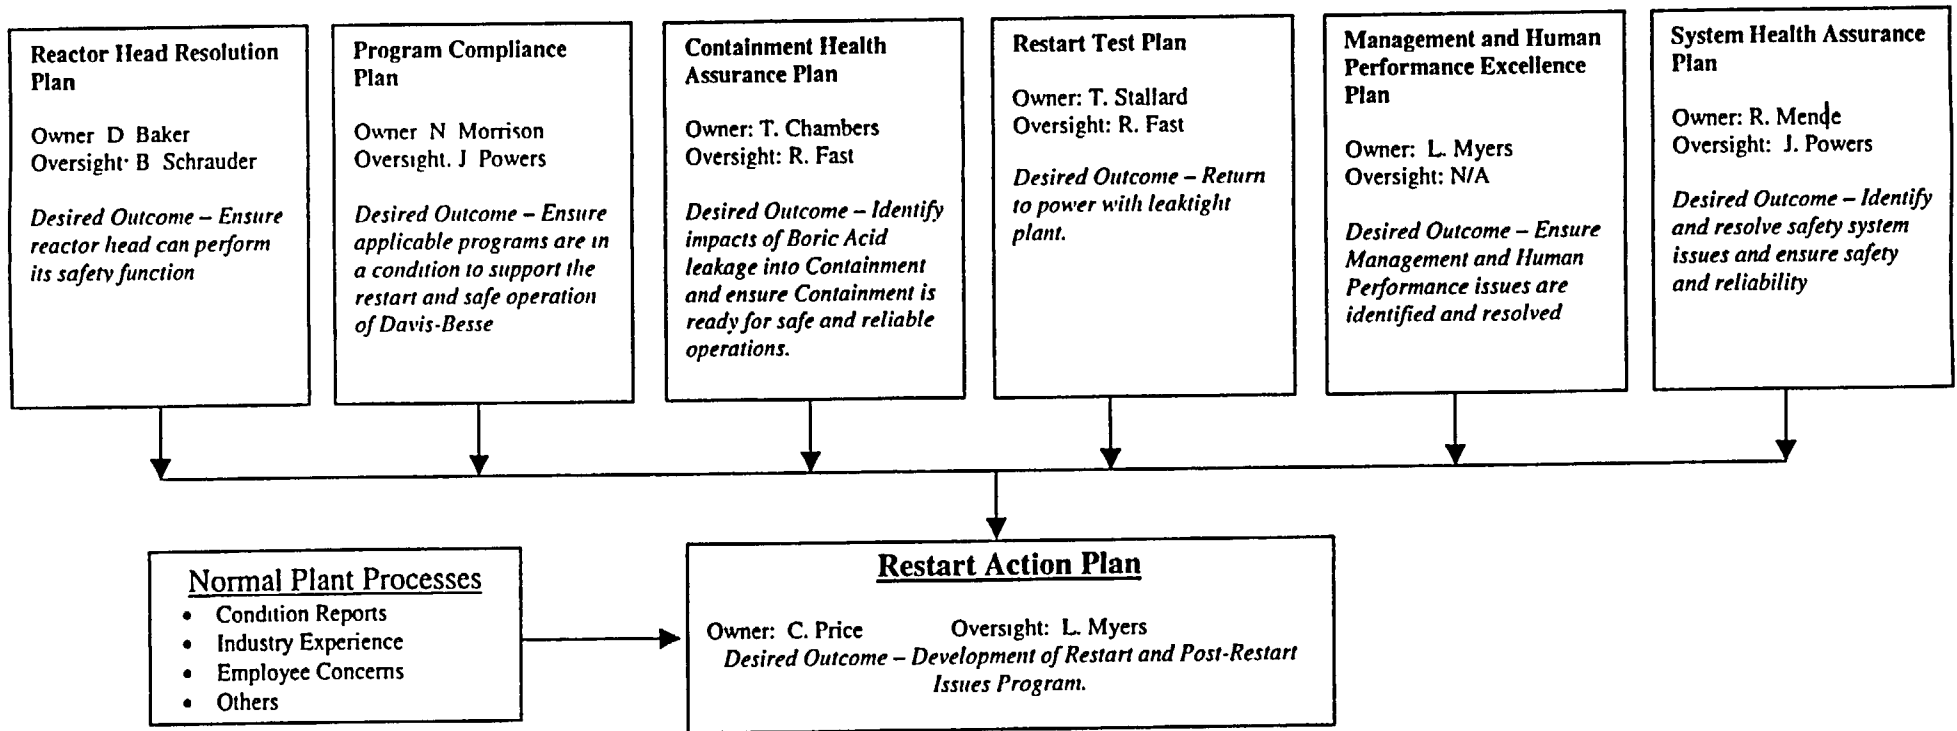 Reactor Head Resolution
Plan
Owner D Baker
Oversight· B Schrauder
Desired Outcome – Ensure
reactor head can perform
its safety function
Program Compliance
Plan
Owner N Morrison
Oversight. J Powers
Desired Outcome – Ensure
applicable programs are in
a condition to support the
restart and safe operation
of Davis-Besse
Containment Health
Assurance Plan
Owner: T. Chambers
Oversight: R. Fast
Desired Outcome – Identify
impacts of Boric Acid
leakage into Containment
and ensure Containment is
ready for safe and reliable
operations.
Restart Test Plan
Owner: T. Stallard
Oversight: R. Fast
Desired Outcome – Return
to power with leaktight
plant.
Management and Human
Performance Excellence
Plan
Owner: L. Myers
Oversight: N/A
Desired Outcome – Ensure
Management and Human
Performance issues are
identified and resolved
System Health Assurance
Plan
Owner: R. Mende
Oversight: J. Powers
Desired Outcome – Identify
and resolve safety system
issues and ensure safety
and reliability
Normal Plant Processes
• Condition Reports
• Industry Experience
• Employee Concerns
• Others
Restart Action Plan
Owner: C. Price Oversight: L. Myers
Desired Outcome – Development of Restart and Post-Restart
Issues Program.